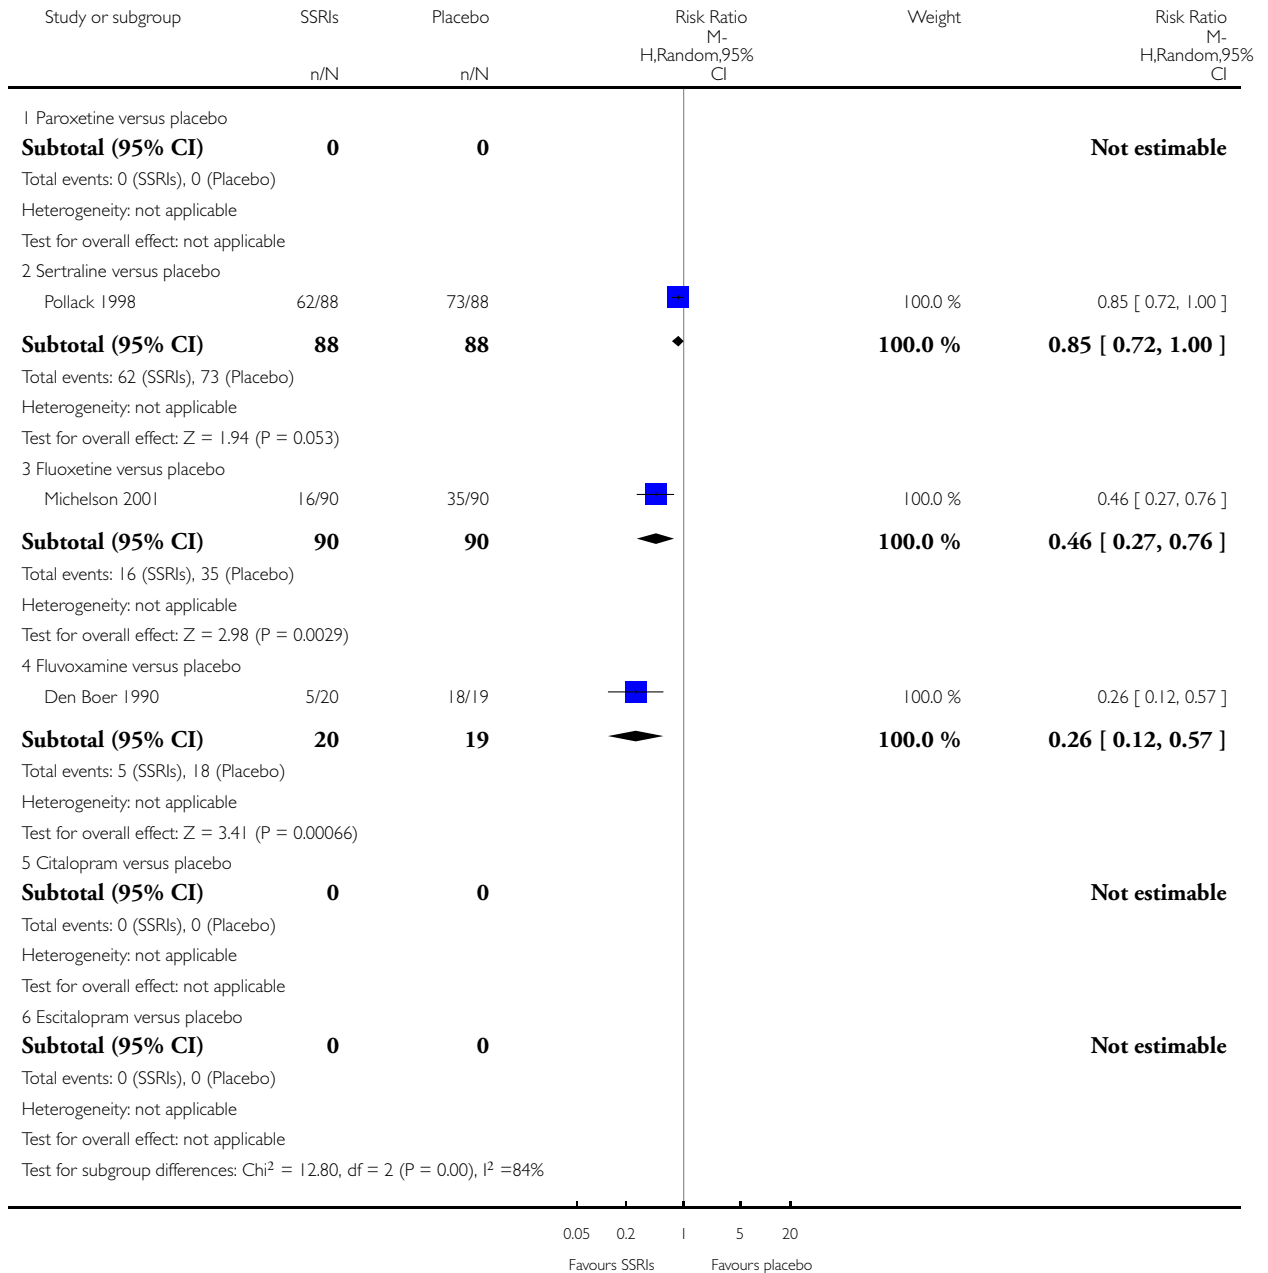 Study or subgroup SSRIs Placebo Risk Ratio Weight Risk Ratio
M- M-
H,Random,95% H,Random,95%
n/N n/N CI CI
1 Paroxetine versus placebo
Subtotal (95% CI) 0 0 Not estimable
Total events: 0 (SSRIs), 0 (Placebo)
Heterogeneity: not applicable
Test for overall effect: not applicable
2 Sertraline versus placebo
Pollack 1998 62/88 73/88 100.0 % 0.85 [ 0.72, 1.00 ]
Subtotal (95% CI) 88 88 100.0 % 0.85 [ 0.72, 1.00 ]
Total events: 62 (SSRIs), 73 (Placebo)
Heterogeneity: not applicable
Test for overall effect: Z = 1.94 (P = 0.053)
3 Fluoxetine versus placebo
Michelson 2001 16/90 35/90 100.0 % 0.46 [ 0.27, 0.76 ]
Subtotal (95% CI) 90 90 100.0 % 0.46 [ 0.27, 0.76 ]
Total events: 16 (SSRIs), 35 (Placebo)
Heterogeneity: not applicable
Test for overall effect: Z = 2.98 (P = 0.0029)
4 Fluvoxamine versus placebo
Den Boer 1990 5/20 18/19 100.0 % 0.26 [ 0.12, 0.57 ]
Subtotal (95% CI) 20 19 100.0 % 0.26 [ 0.12, 0.57 ]
Total events: 5 (SSRIs), 18 (Placebo)
Heterogeneity: not applicable
Test for overall effect: Z = 3.41 (P = 0.00066)
5 Citalopram versus placebo
Subtotal (95% CI) 0 0 Not estimable
Total events: 0 (SSRIs), 0 (Placebo)
Heterogeneity: not applicable
Test for overall effect: not applicable
6 Escitalopram versus placebo
Subtotal (95% CI) 0 0 Not estimable
Total events: 0 (SSRIs), 0 (Placebo)
Heterogeneity: not applicable
Test for overall effect: not applicable
Test for subgroup differences: Chi² = 12.80, df = 2 (P = 0.00), I² =84%
0.05 0.2 1 5 20
Favours SSRIs Favours placebo